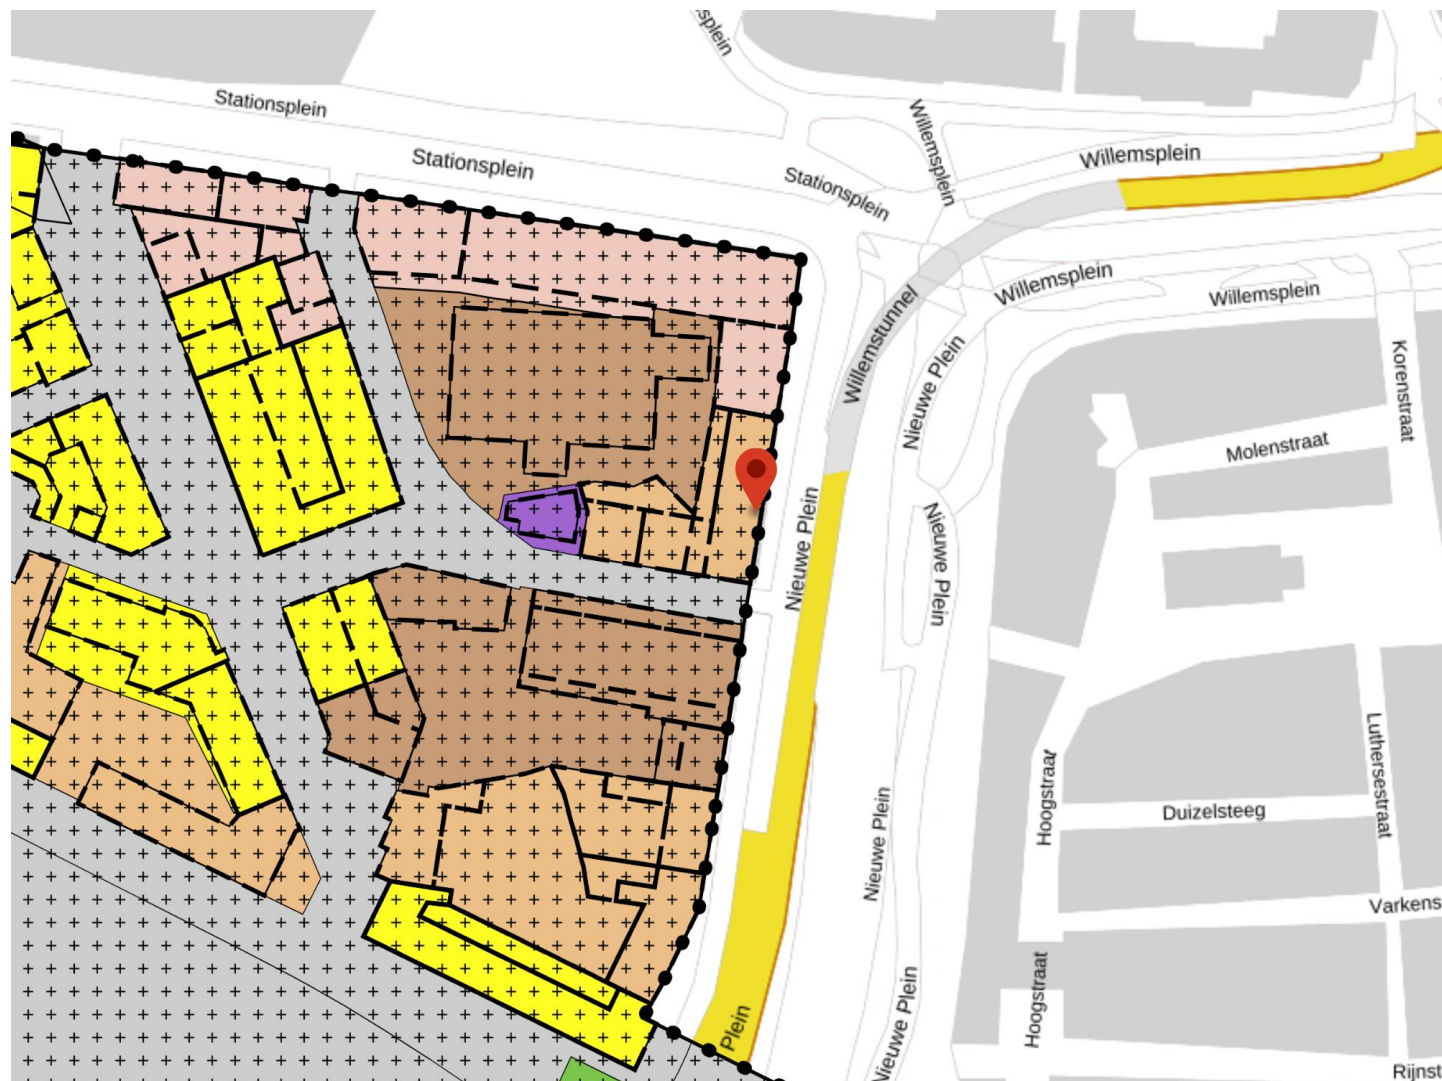 Stationsplein
Willemsplein
Willemsplein
Stationsplein
Stationsplein
Willemsplein
Willemsplein
Willemstunnel
Nieuwe Plein
Korenstraat
Molenstraat
Nieuwe Plein
Nieuwe Plein
Luthersestraat
Hoogstraat
Duizelsteeg
Nieuwe Plein
Varkens
Hoogstraat
Nieuwe Plein
Plein
Rijnst